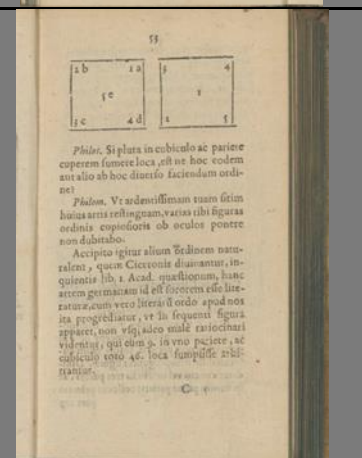 53
2 b 1 a
5 e
3 c 4 d
3 4
1
2 5
Philot. Si plura in cubiculo ac pariete
cuperem sumere loca, est ne hoc eodem
aut alio ab hoc diuerso faciendum ordi-
ne?
Philom. Vt ardentissimam tuam sitim
huius artis restinguam, varias tibi figuras
ordinis copiosioris ob oculos ponere
non dubitabo.
Accipito igitur alium ordinem natu-
ralem, quem Ciceronis diuinantur, in-
quientis lib. 1 Acad. quæstionum, hanc
artem germanam id est sororem esse lite-
raturæ, cum vero literarū ordo apud nos
ita progrediatur, vt in sequenti figura
apparet, non vsq; adeo male ratiocinari
videntur, qui cum 9. in vno pariete, ac
cubiculo toto 46. loca sumpsisse arbi-
trantur.
C